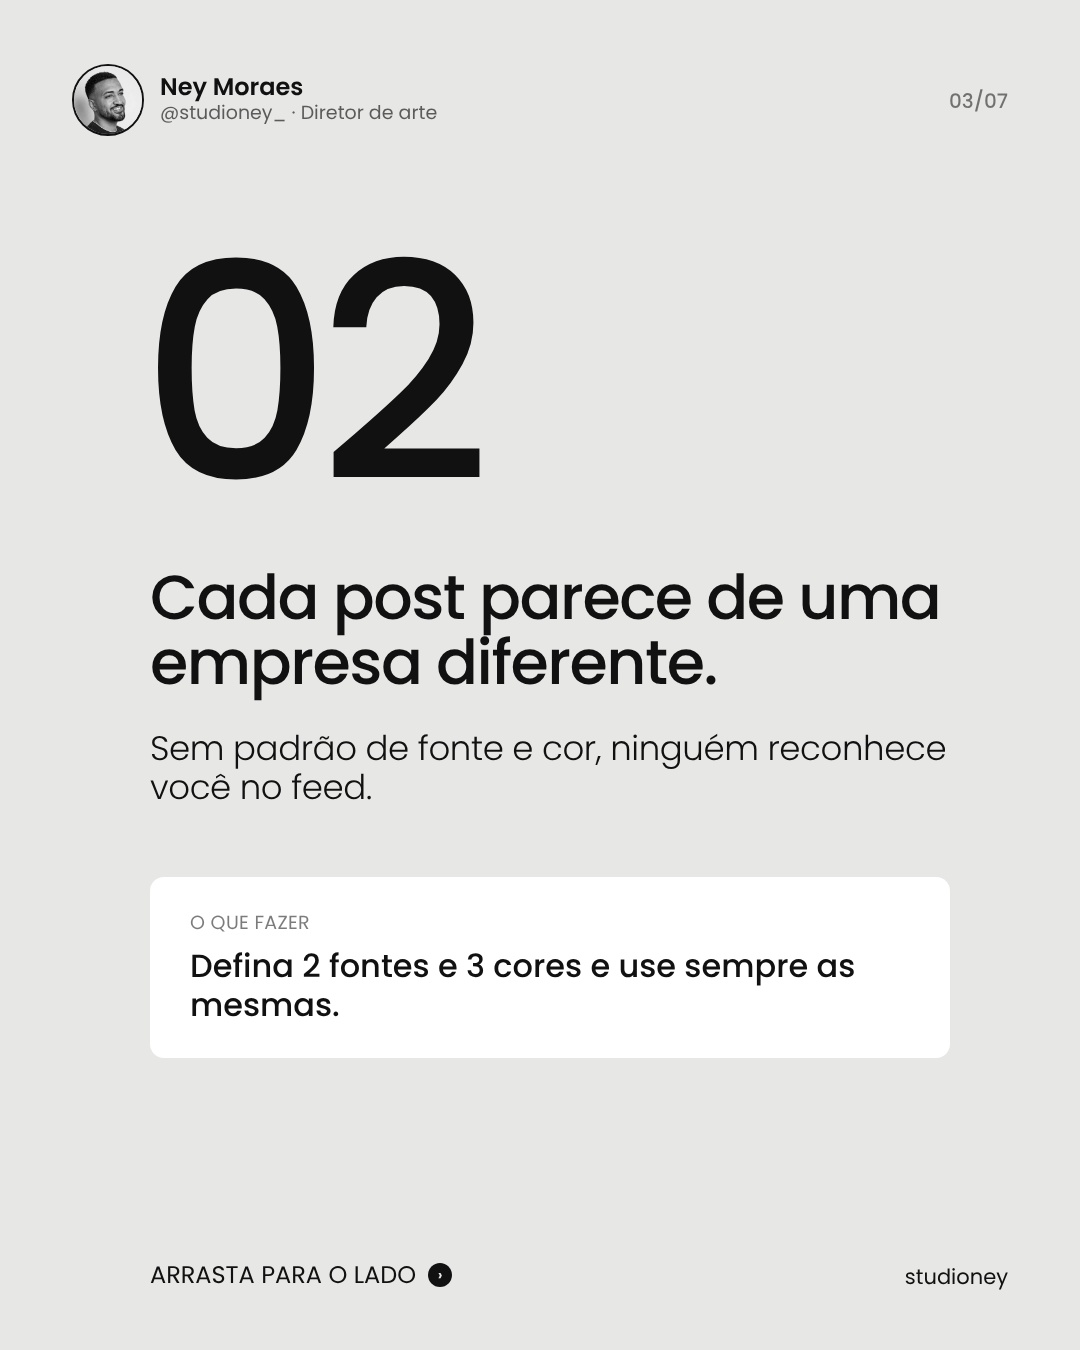 Ney Moraes
@studioney_ · Diretor de arte
03/07
02
Cada post parece de uma
empresa diferente.
Sem padrão de fonte e cor, ninguém reconhece
você no feed.
O QUE FAZER
Defina 2 fontes e 3 cores e use sempre as
mesmas.
ARRASTA PARA O LADO ›
studioney